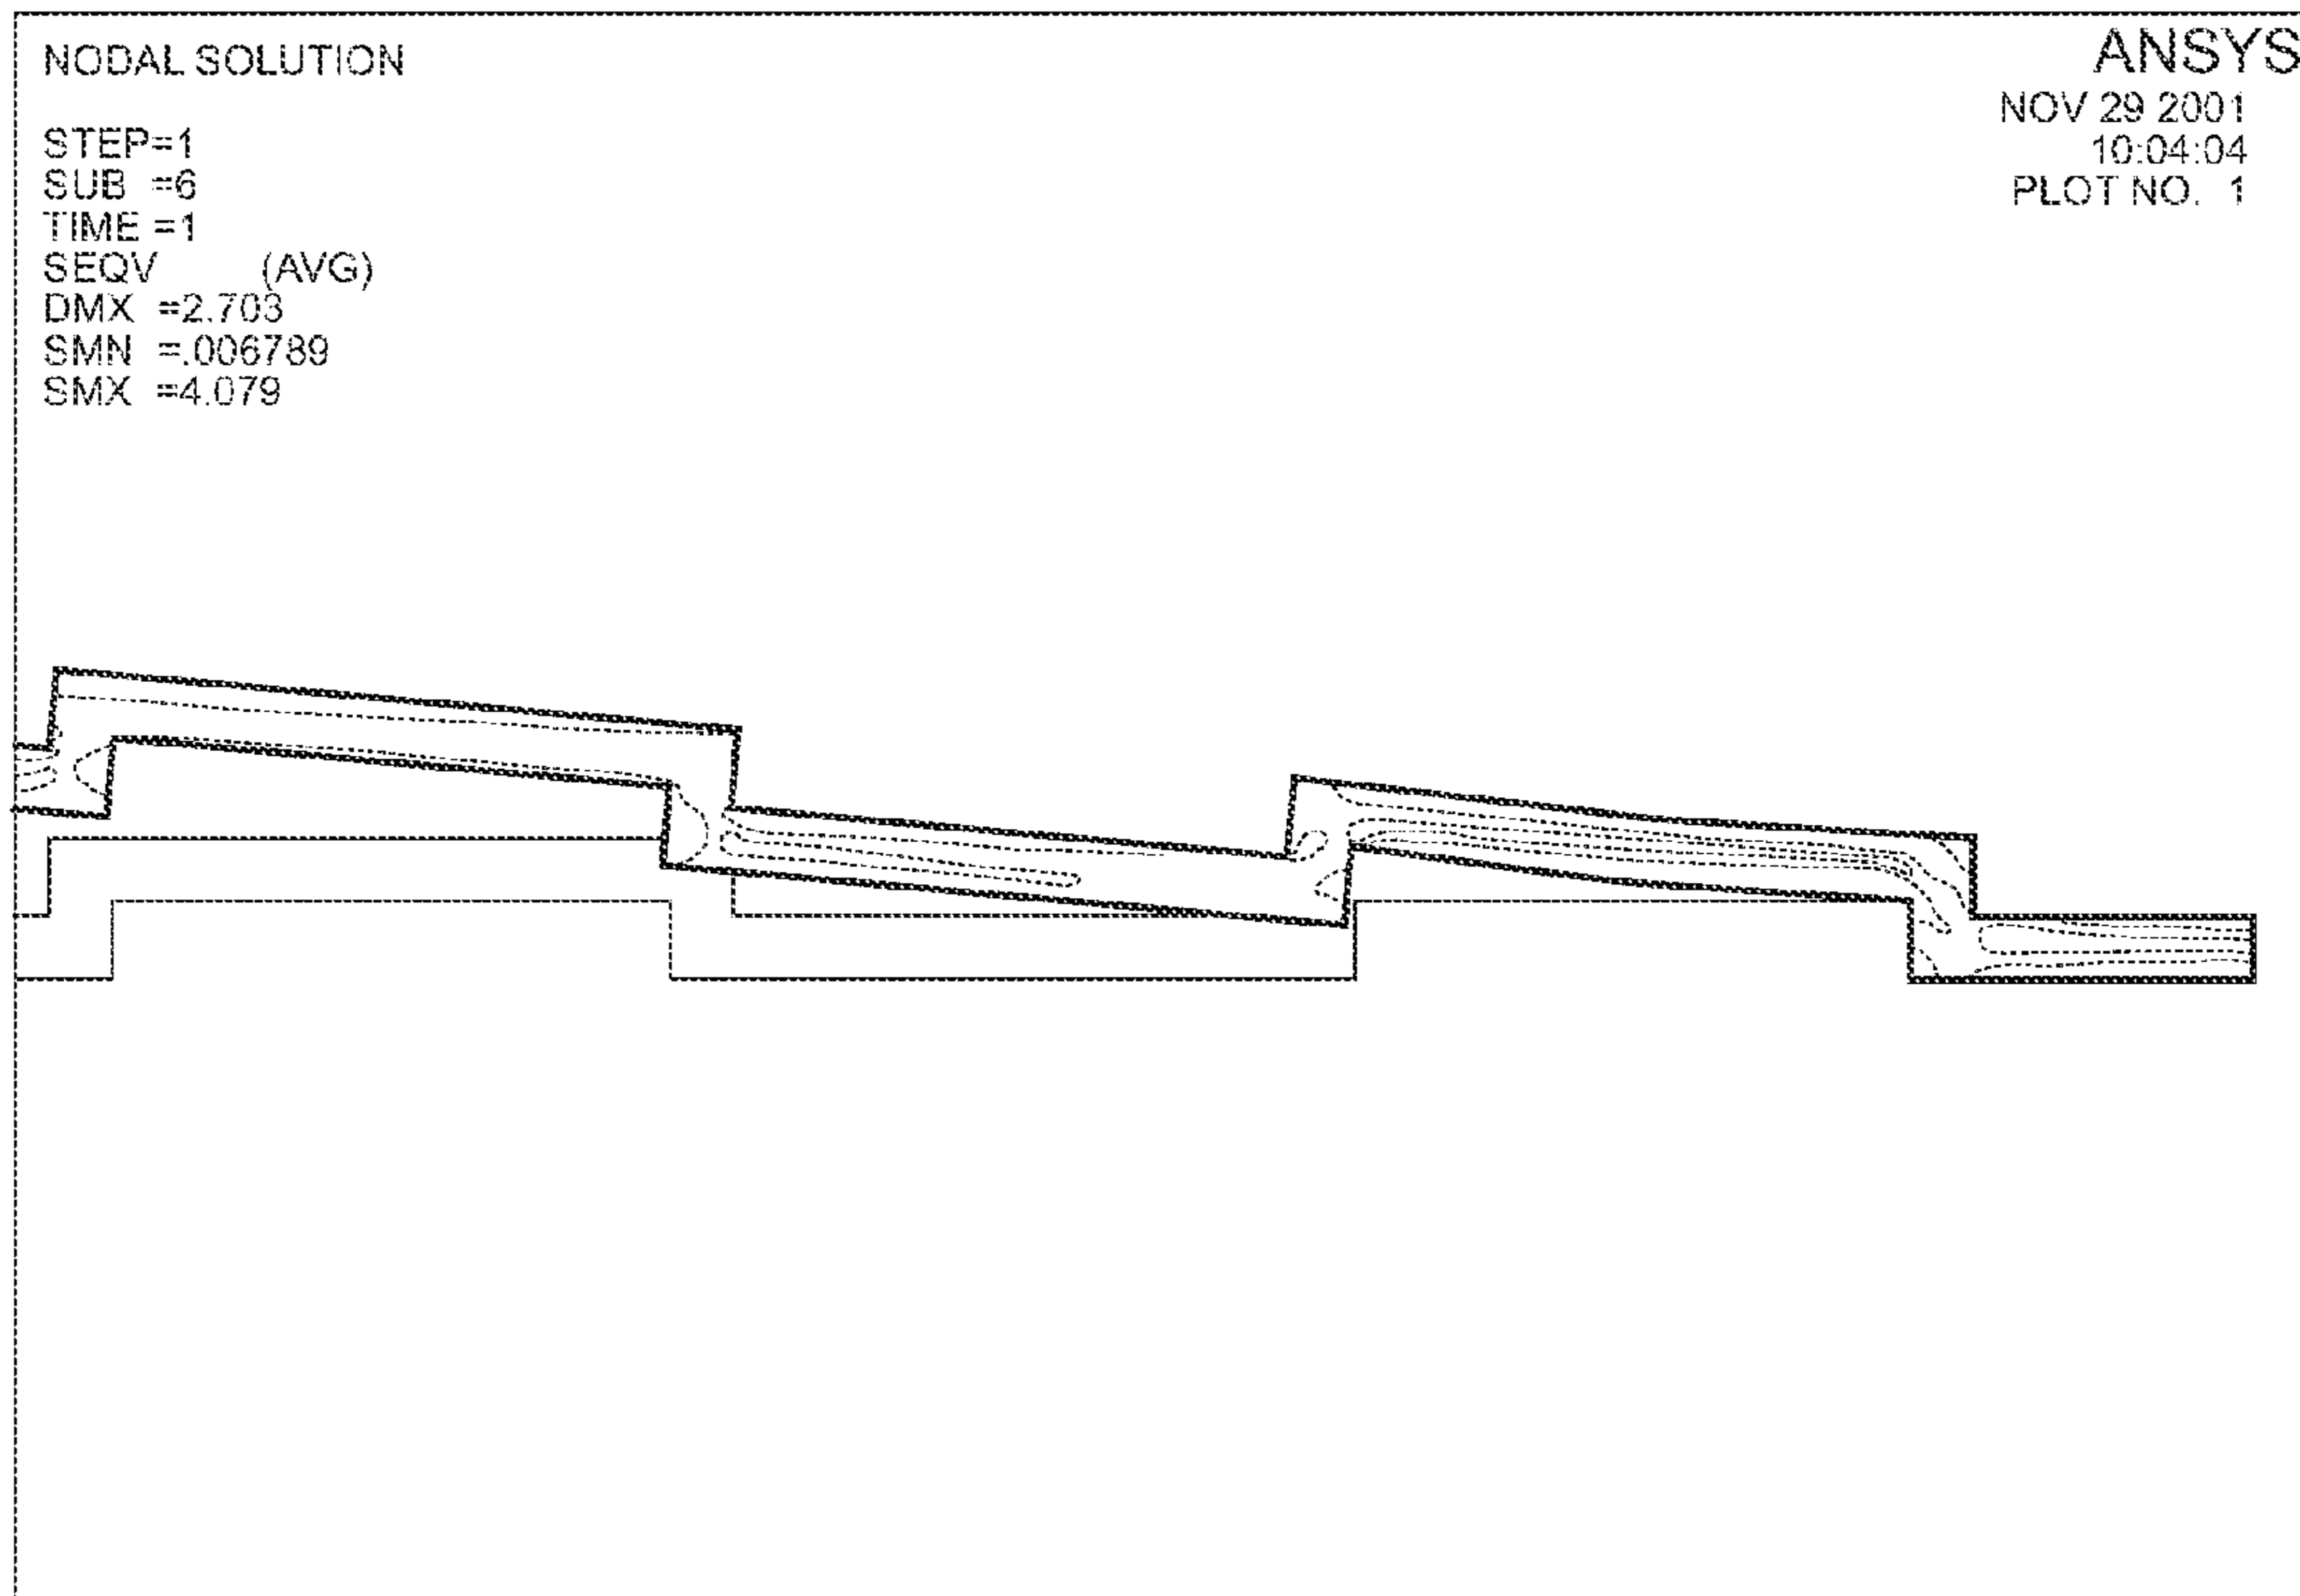 NODAL SOLUTION
STEP=1
SUB =6
TIME =1
SEQV (AVG)
DMX =2.703
SMN =.006789
SMX =4.079
ANSYS
NOV 29 2001
10:04:04
PLOT NO. 1